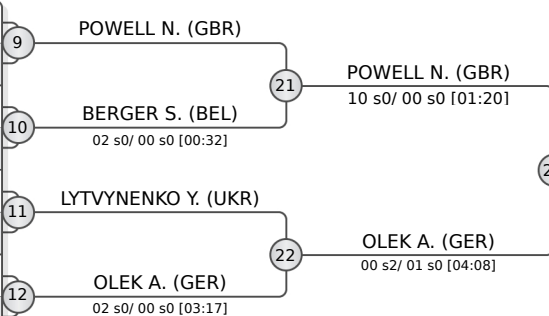 9
POWELL N. (GBR)
21
POWELL N. (GBR)
10 s0/ 00 s0 [01:20]
10
BERGER S. (BEL)
02 s0/ 00 s0 [00:32]
11
LYTVYNENKO Y. (UKR)
22
OLEK A. (GER)
00 s2/ 01 s0 [04:08]
12
OLEK A. (GER)
02 s0/ 00 s0 [03:17]